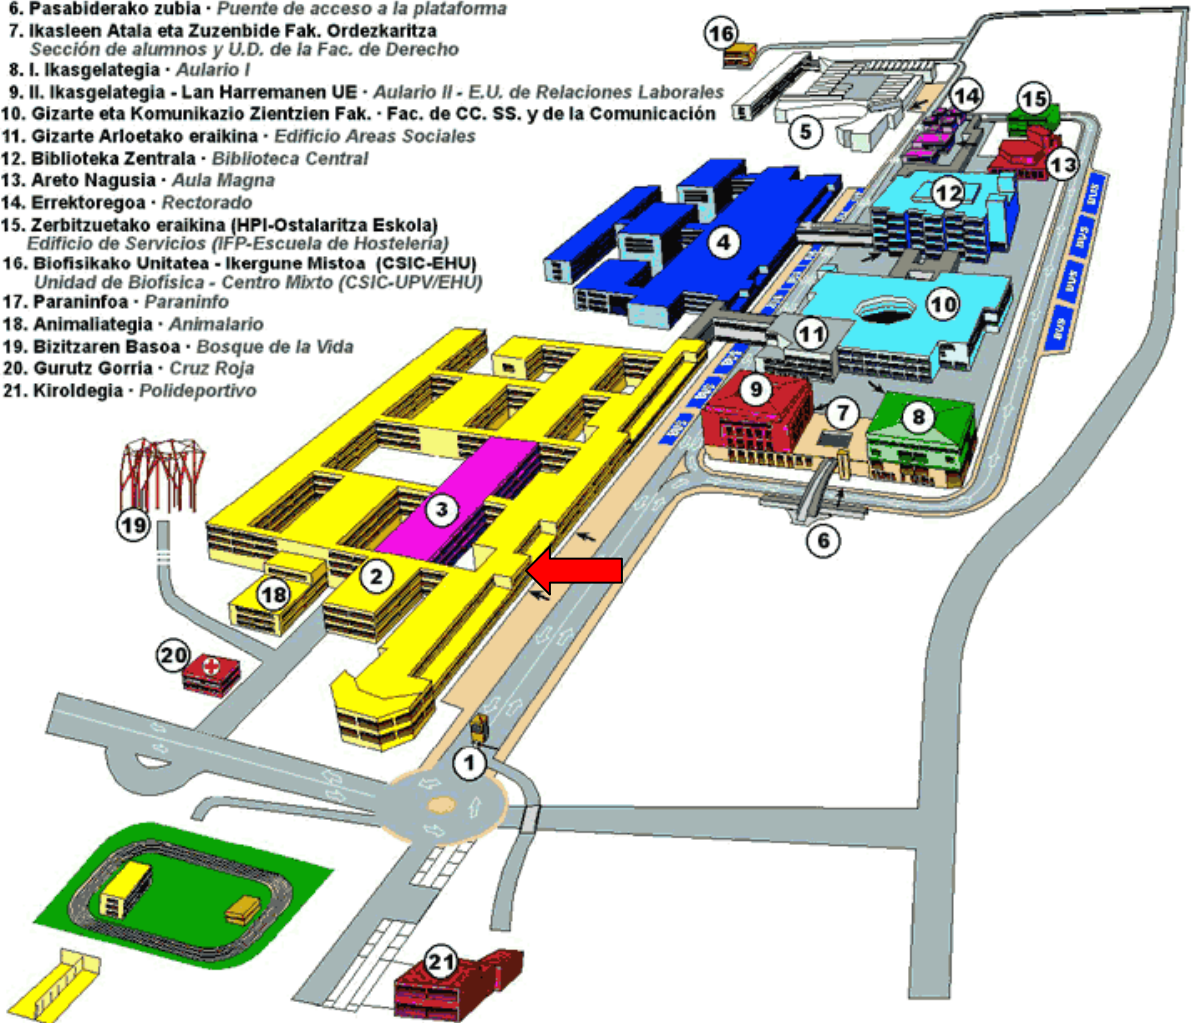 6. Pasabiderako zubia · Puente de acceso a la plataforma
7. Ikasleen Atala eta Zuzenbide Fak. Ordezkaritza
Sección de alumnos y U.D. de la Fac. de Derecho
8. I. Ikasgelategia · Aulario I
9. II. Ikasgelategia - Lan Harremanen UE · Aulario II - E.U. de Relaciones Laborales
10. Gizarte eta Komunikazio Zientzien Fak. · Fac. de CC. SS. y de la Comunicación
11. Gizarte Arloetako eraikina · Edificio Areas Sociales
12. Biblioteka Zentrala · Biblioteca Central
13. Areto Nagusia · Aula Magna
14. Errektoregoa · Rectorado
15. Zerbitzuetako eraikina (HPI-Ostalaritza Eskola)
Edificio de Servicios (IFP-Escuela de Hostelería)
16. Biofisikako Unitatea - Ikergune Mistoa (CSIC-EHU)
Unidad de Biofísica - Centro Mixto (CSIC-UPV/EHU)
17. Paraninfoa · Paraninfo
18. Animaliategia · Animalario
19. Bizitzaren Basoa · Bosque de la Vida
20. Gurutz Gorria · Cruz Roja
21. Kiroldegia · Polideportivo
16
5
14
15
13
12
BUS
BUS
BUS
BUS
4
10
11
BUS
BUS
BUS
9
7
8
6
3
19
2
18
20
1
21